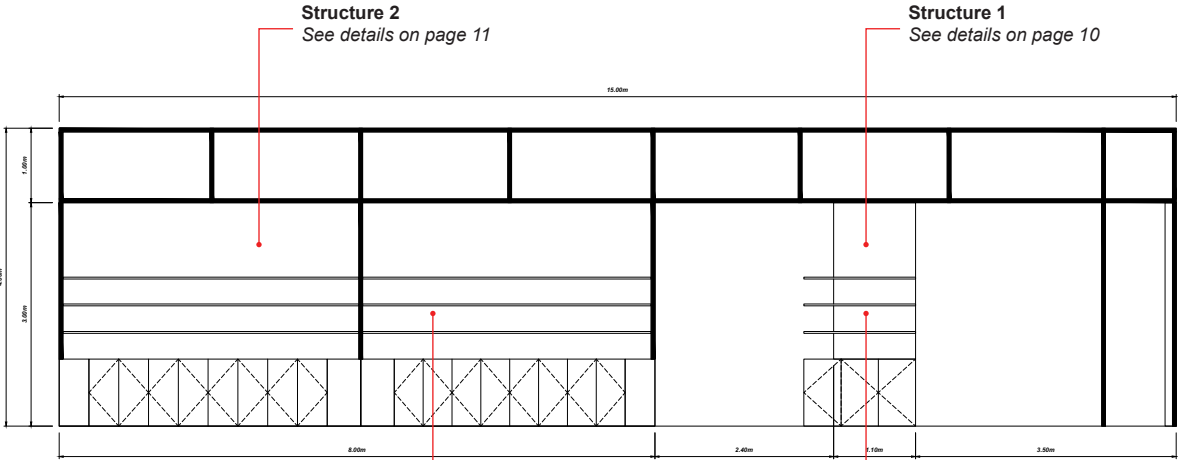 Structure 2
See details on page 11
Structure 1
See details on page 10
15.00m
1.00m
3.00m
8.00m
2.40m
1.10m
3.50m